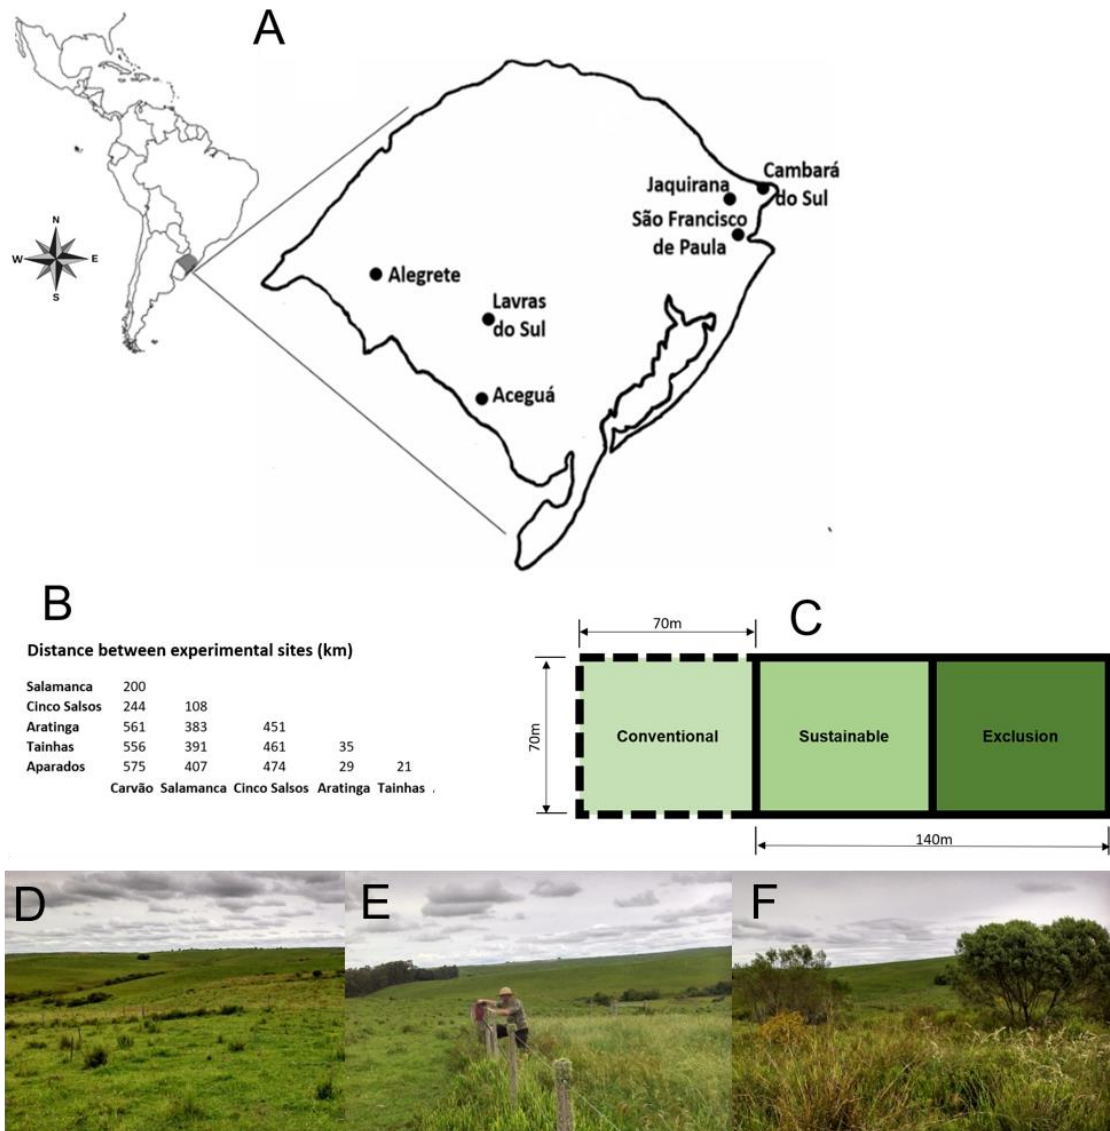 A
N
W
E
S
Cambará
do Sul
Jaquirana
São Francisco
de Paula
Alegrete
Lavras
do Sul
Aceguá
B
Distance between experimental sites (km)
Salamanca 200
Cinco Salsos 244 108
Aratinga 561 383 451
Tainhas 556 391 461 35
Aparados 575 407 474 29 21
Carvão Salamanca Cinco Salsos Aratinga Tainhas
C
70m
70m
Conventional
Sustainable
Exclusion
140m
D
E
F